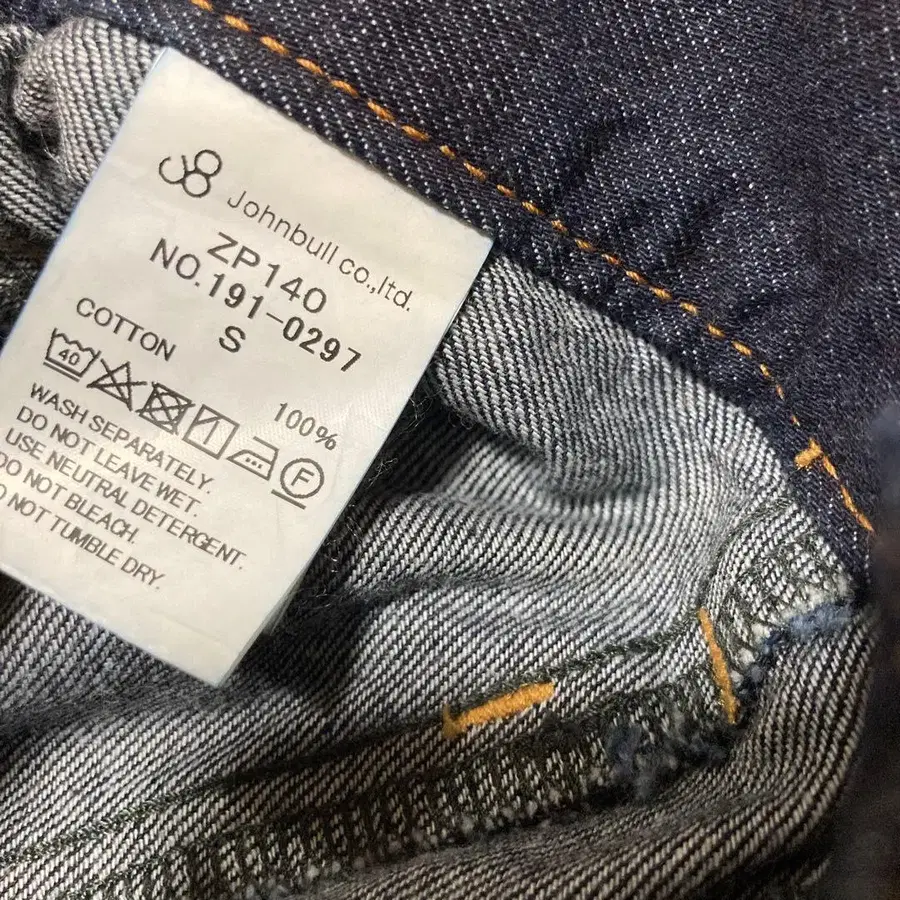 Johnbull co.,ltd.
ZP140
NO.191-0297
S
COTTON 100%
40 F
WASH SEPARATELY.
DO NOT LEAVE WET.
USE NEUTRAL DETERGENT.
DO NOT BLEACH.
NOT TUMBLE DRY.